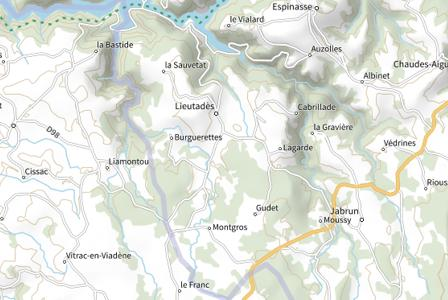 Espinasse
le Vialard
la Bastide
Auzolles
la Sauvetat
Chaudes-Aigu
Albinet
Lieutadès
Cabrillade
D98
la Gravière
Burguerettes
Védrines
Lagarde
Liamontou
Cissac
Rious
Gudet
Jabrun
Moussy
Montgros
Vitrac-en-Viadène
le Franc